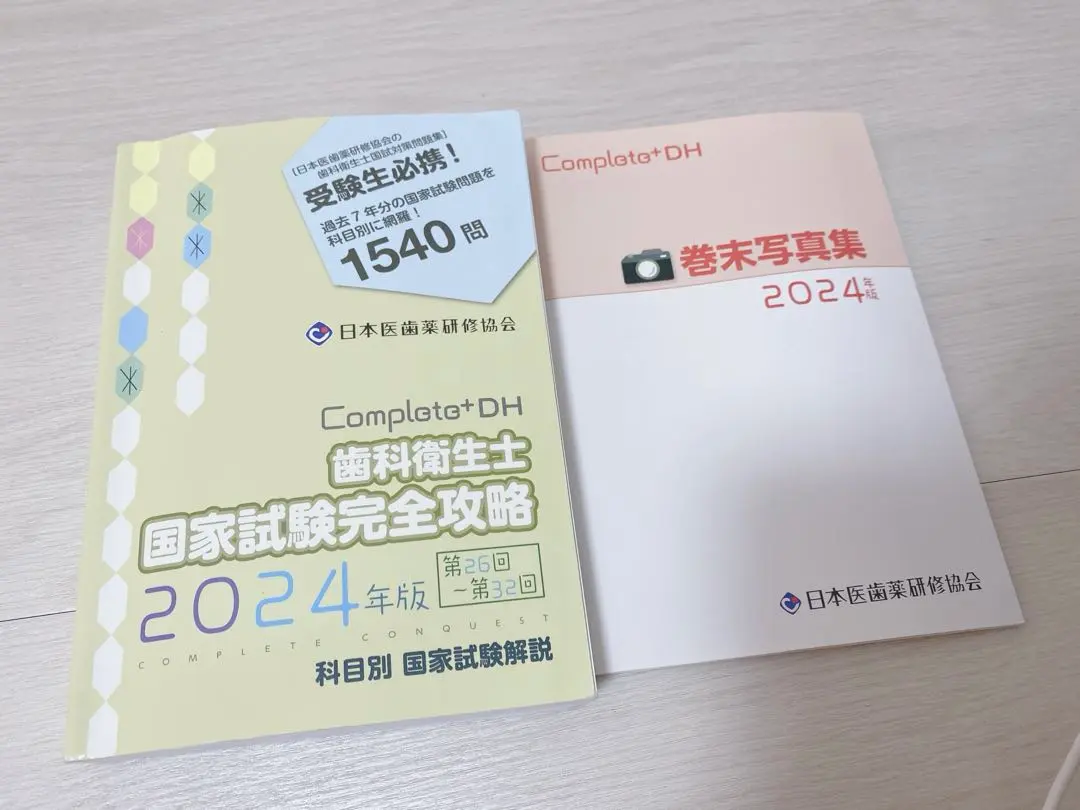 [日本医歯薬研修協会の
歯科衛生士国試対策問題集]
受験生必携！
過去7年分の国家試験問題を
科目別に網羅！
1540問
日本医歯薬研修協会
Complete+DH
歯科衛生士
国家試験完全攻略
2024年版
第26回
～第32回
COMPLETE CONQUEST
科目別 国家試験解説
Complete+DH
巻末写真集
2024年版
日本医歯薬研修協会